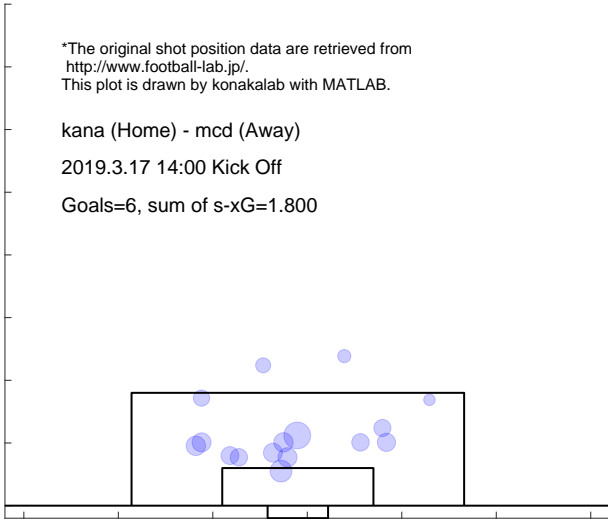 *The original shot position data are retrieved from
http://www.football-lab.jp/.
This plot is drawn by konakalab with MATLAB.
kana (Home) - mcd (Away)
2019.3.17 14:00 Kick Off
Goals=6, sum of s-xG=1.800